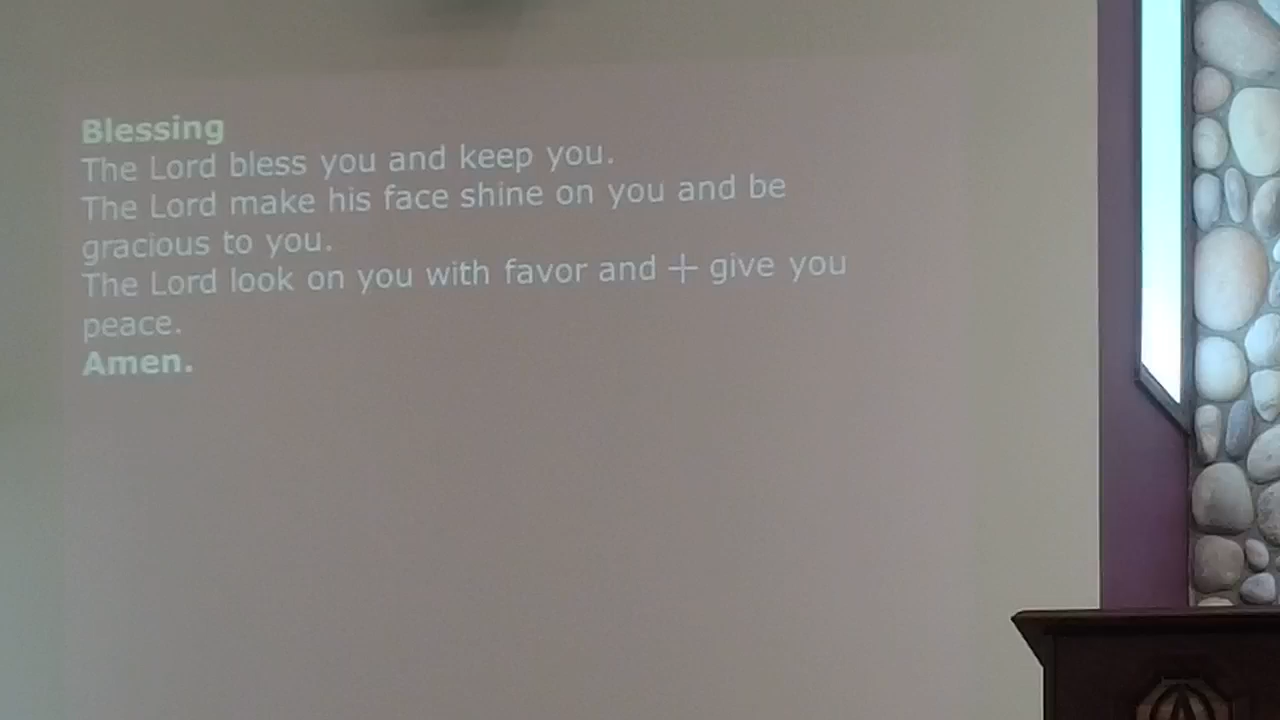 Blessing
The Lord bless you and keep you.
The Lord make his face shine on you and be
gracious to you.
The Lord look on you with favor and + give you
peace.
Amen.